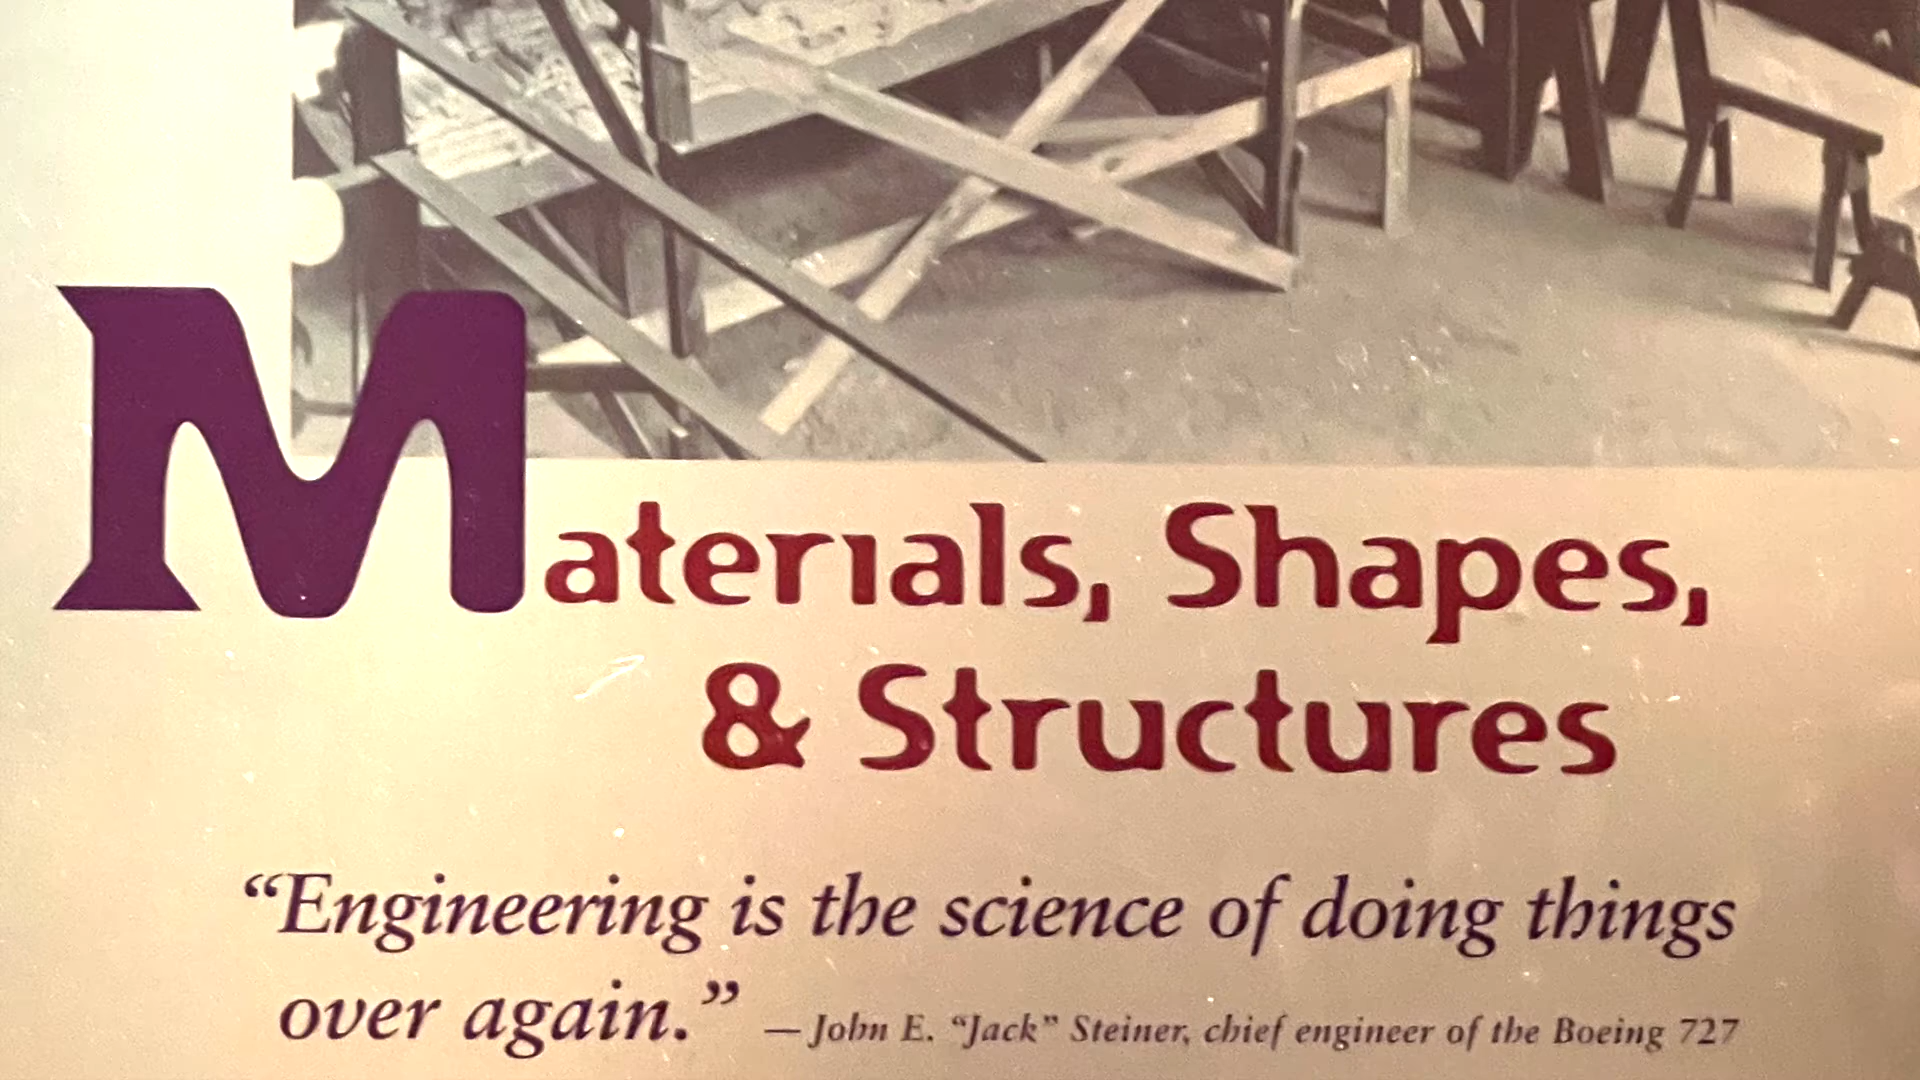 Materials, Shapes,
& Structures
“Engineering is the science of doing things
over again.” — John E. “Jack” Steiner, chief engineer of the Boeing 727